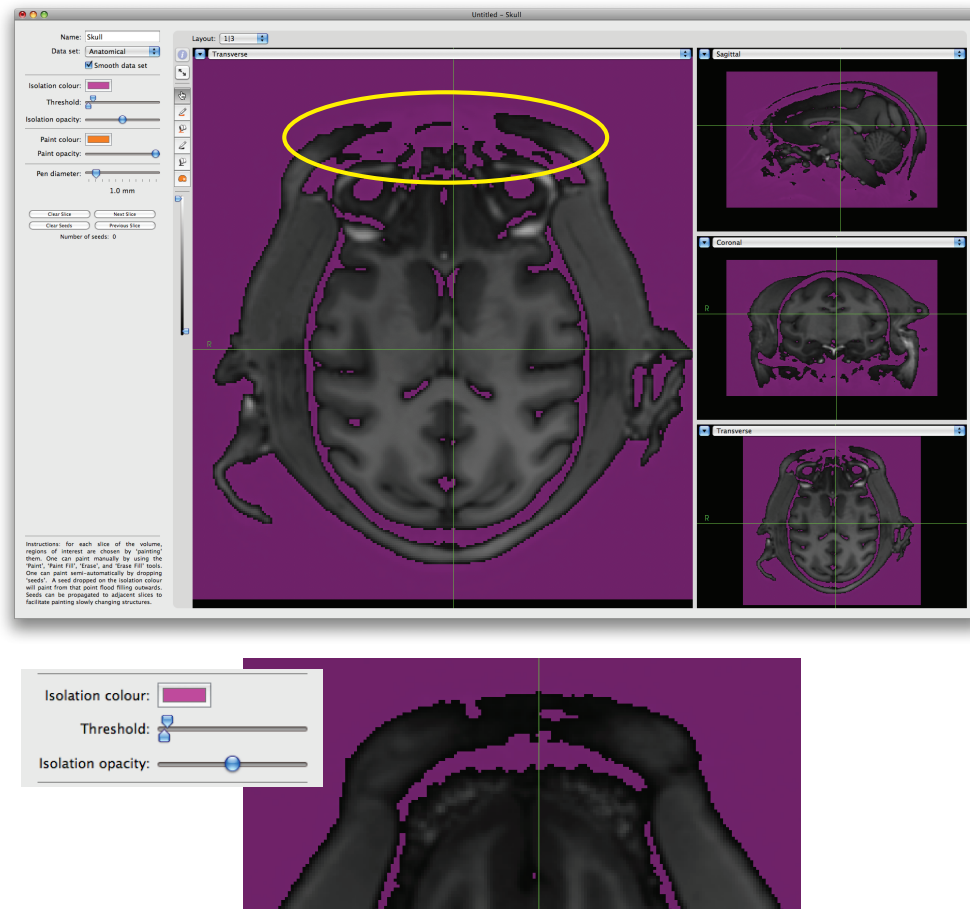 Untitled – Skull
Name: Skull
Data set: Anatomical
Smooth data set
Isolation colour:
Threshold:
Isolation opacity:
Paint colour:
Paint opacity:
Pen diameter:
1.0 mm
Clear Slice
Next Slice
Clear Seeds
Previous Slice
Number of seeds: 0
Instructions: for each slice of the volume,
regions of interest are chosen by 'painting'
them. One can paint manually by using the
'Paint', 'Paint Fill', 'Erase', and 'Erase Fill' tools.
One can paint semi-automatically by dropping
'seeds'. A seed dropped on the isolation colour
will paint from that point flood filling outwards.
Seeds can be propagated to adjacent slices to
facilitate painting slowly changing structures.
Layout: 1|3
Transverse
R
Sagittal
Coronal
R
Transverse
R
Isolation colour:
Threshold:
Isolation opacity: